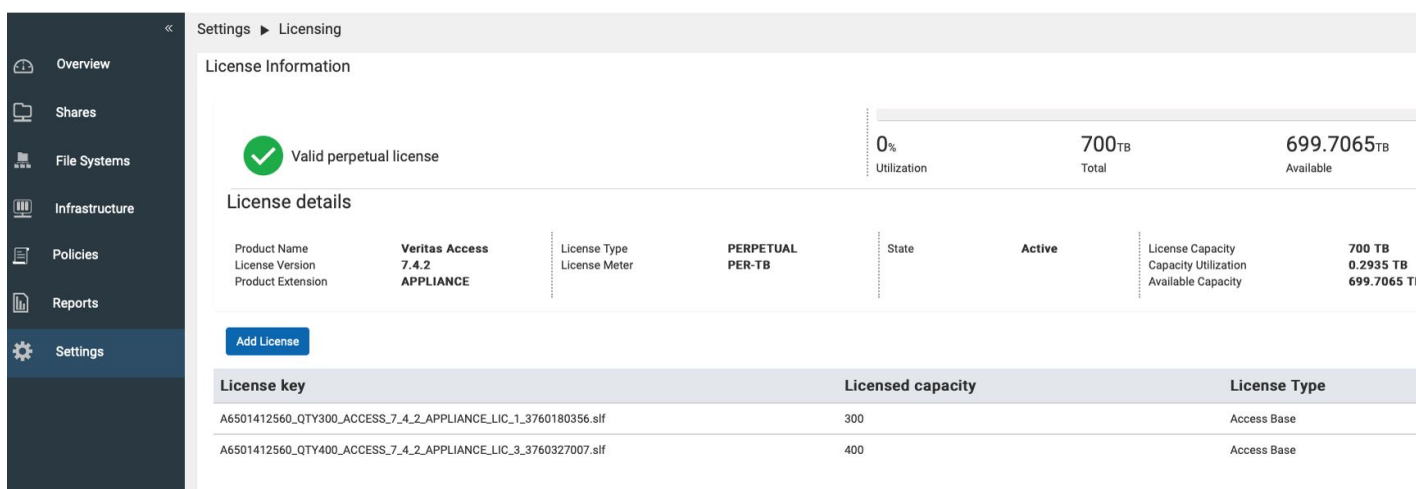 «
Settings ▶ Licensing
Overview
Shares
File Systems
Infrastructure
Policies
Reports
Settings
License Information
Valid perpetual license
0% 700TB 699.7065TB
Utilization Total Available
License details
Product Name Veritas Access License Type PERPETUAL State Active License Capacity 700 TB
License Version 7.4.2 License Meter PER-TB Capacity Utilization 0.2935 TB
Product Extension APPLIANCE Available Capacity 699.7065 T
Add License
License key Licensed capacity License Type
A6501412560_QTY300_ACCESS_7_4_2_APPLIANCE_LIC_1_3760180356.slf 300 Access Base
A6501412560_QTY400_ACCESS_7_4_2_APPLIANCE_LIC_3_3760327007.slf 400 Access Base